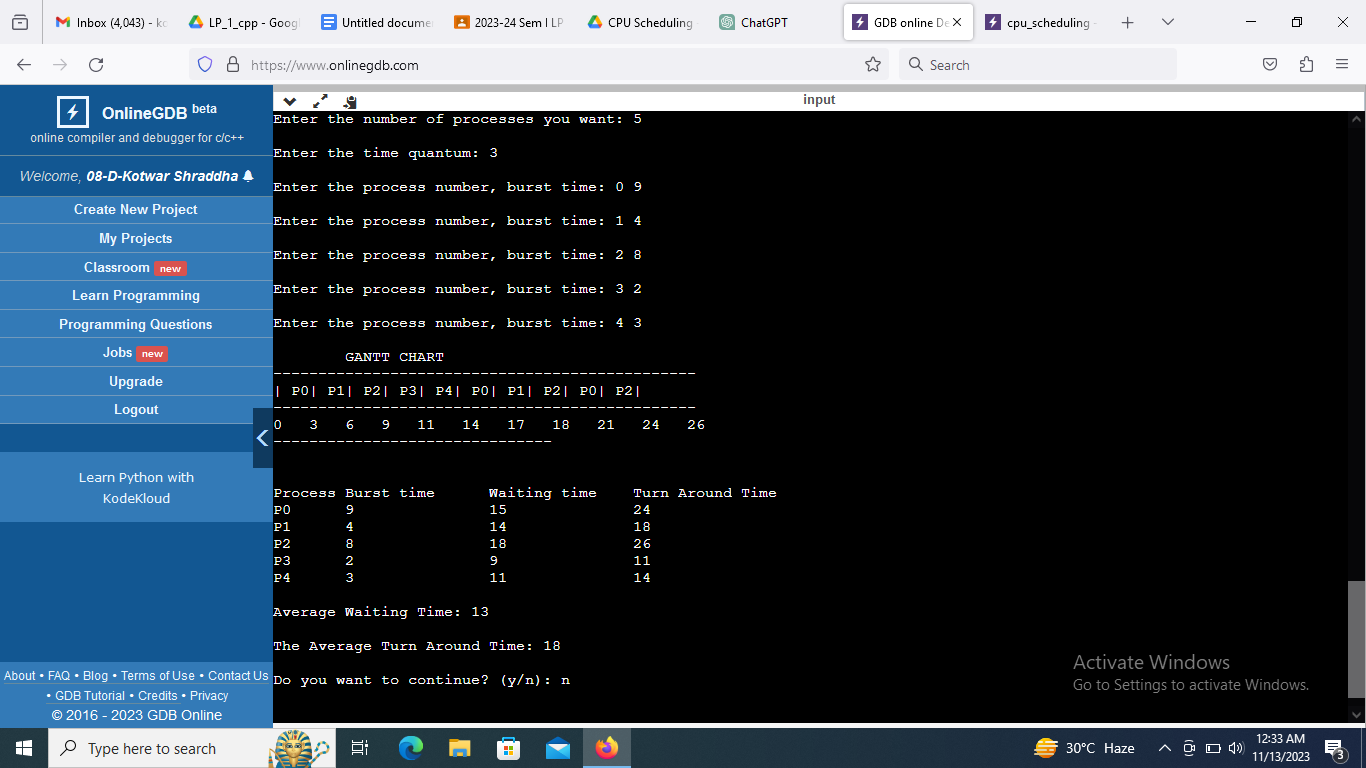 Inbox (4,043) - ko
LP_1_cpp - Googl
Untitled docume
2023-24 Sem I LP
CPU Scheduling -
ChatGPT
GDB online De
cpu_scheduling -
https://www.onlinegdb.com
Search
OnlineGDB beta
online compiler and debugger for c/c++
Welcome, 08-D-Kotwar Shraddha
Create New Project
My Projects
Classroom new
Learn Programming
Programming Questions
Jobs new
Upgrade
Logout
Learn Python with
KodeKloud
About • FAQ • Blog • Terms of Use • Contact Us
• GDB Tutorial • Credits • Privacy
© 2016 - 2023 GDB Online
input
Enter the number of processes you want: 5
Enter the time quantum: 3
Enter the process number, burst time: 0 9
Enter the process number, burst time: 1 4
Enter the process number, burst time: 2 8
Enter the process number, burst time: 3 2
Enter the process number, burst time: 4 3
GANTT CHART
-----------------------------------------------
| P0| P1| P2| P3| P4| P0| P1| P2| P0| P2|
-----------------------------------------------
0   3   6   9   11   14   17   18   21   24   26
-------------------------------
Process Burst time      Waiting time    Turn Around Time
P0      9               15              24
P1      4               14              18
P2      8               18              26
P3      2               9               11
P4      3               11              14
Average Waiting Time: 13
The Average Turn Around Time: 18
Do you want to continue? (y/n): n
Activate Windows
Go to Settings to activate Windows.
Type here to search
30°C Haze
12:33 AM
11/13/2023
3